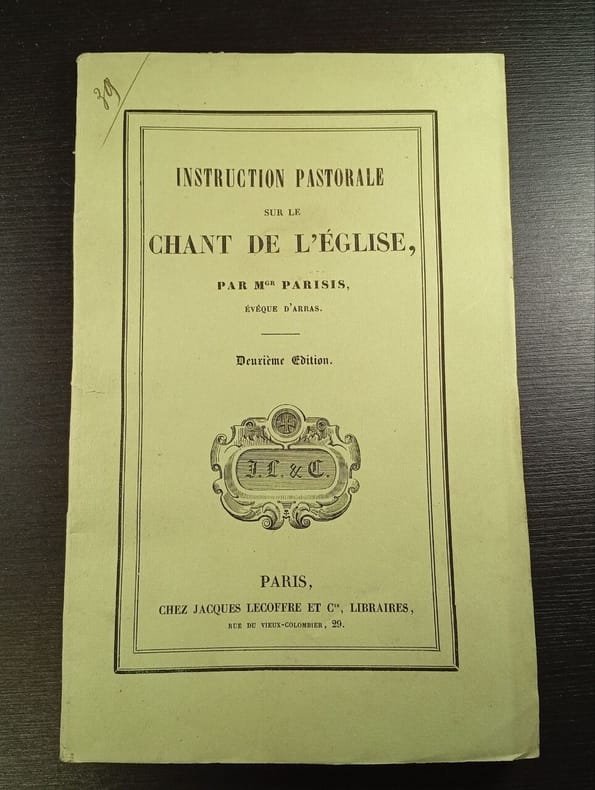 39
INSTRUCTION PASTORALE
SUR LE
CHANT DE L'ÉGLISE,
PAR MGR PARISIS,
ÉVÊQUE D'ARRAS.
Deuxième Edition.
J. L. & C.
PARIS,
CHEZ JACQUES LECOFFRE ET Cie, LIBRAIRES,
RUE DU VIEUX-COLOMBIER, 29.